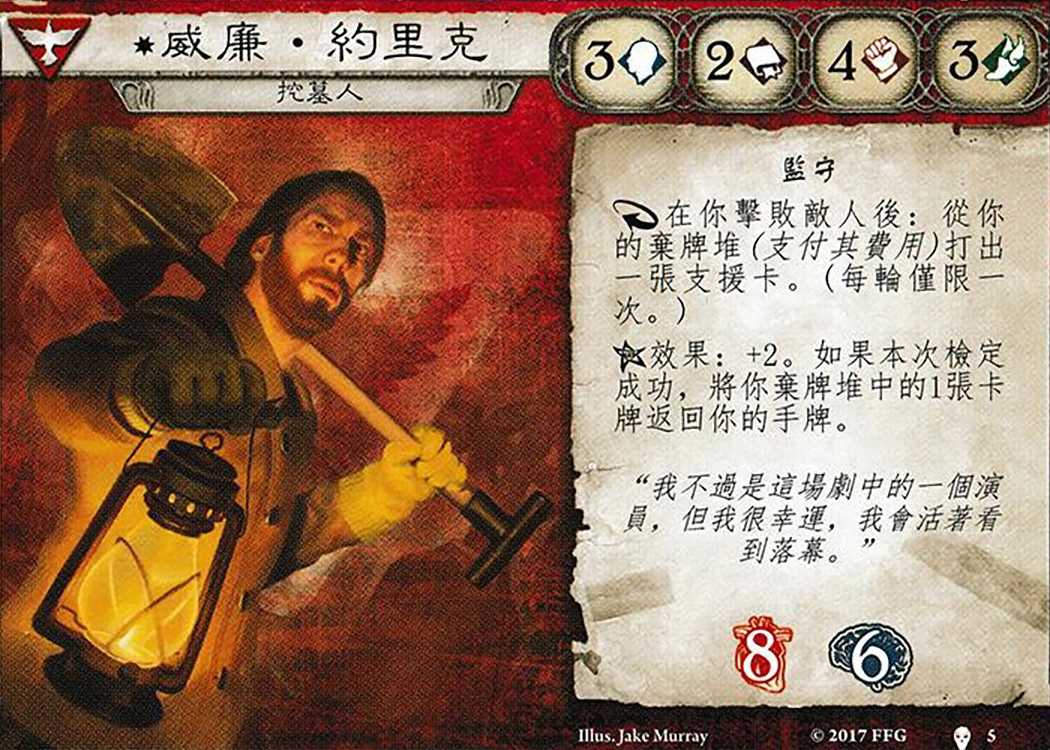 威廉·約里克
挖墓人
3 2 4 3
監守
在你擊敗敵人後：從你
的棄牌堆(支付其費用)打出
一張支援卡。(每輪僅限一
次。)
效果：+2。如果本次檢定
成功，將你棄牌堆中的1張卡
牌返回你的手牌。
“我不過是這場劇中的一個演
員，但我很幸運，我會活著看
到落幕。”
8 6
Illus. Jake Murray © 2017 FFG 5